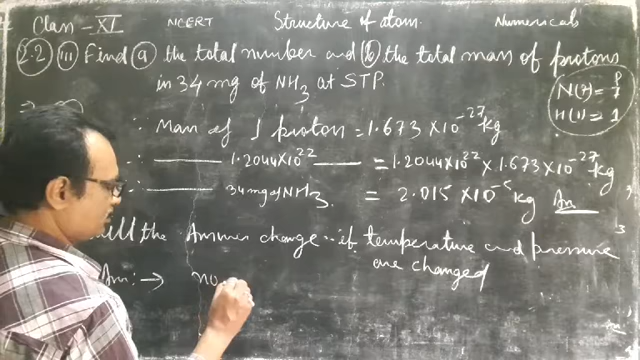 Class - XI NCERT Structure of atom. Numericals
2.2 (iii) Find (a) the total number and (b) the total mass of protons
in 34 mg of NH3 at STP.
N(7) = 7
H(1) = 1
∴ Mass of 1 proton = 1.673 × 10^-27 kg
∴ —— 1.2044×10^22 —— = 1.2044×10^22 × 1.673 × 10^-27 kg
∴ —— 34 mg of NH3 = 2.015 × 10^-5 kg Ans
Will the Answer change if temperature and pressure
are changed
Ans: → no.